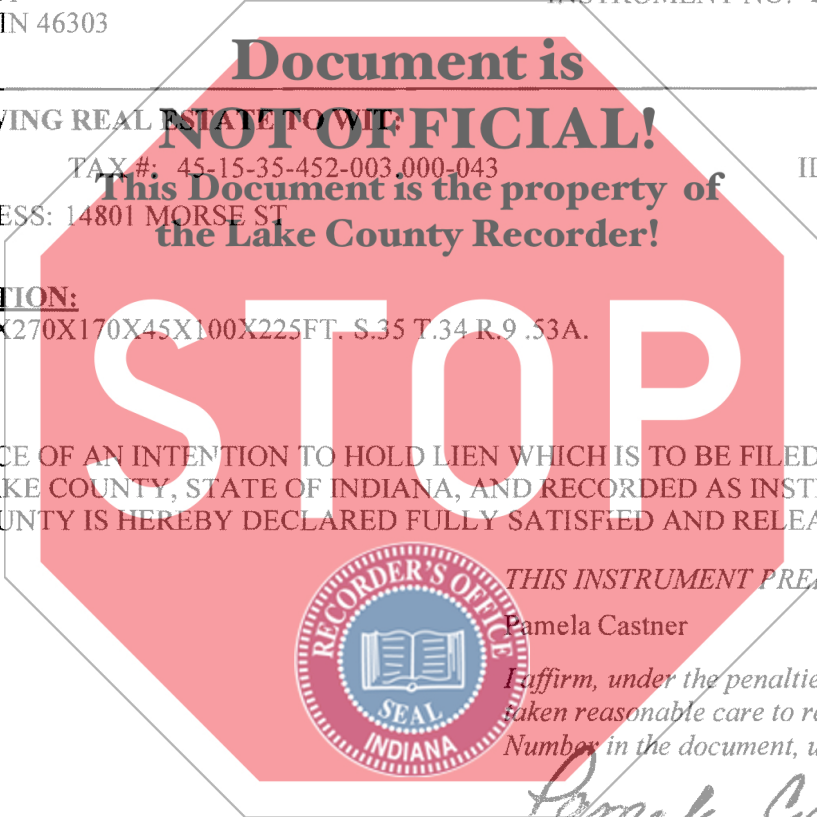 IN 46303
INSTRUMENT NO:
Document is
NOT OFFICIAL!
This Document is the property of
the Lake County Recorder!
VING REAL ESTATE TO WIT:
TAX #: 45-15-35-452-003.000-043
ESS: 14801 MORSE ST
TION:
X270X170X45X100X225FT. S.35 T.34 R.9 .53A.
STOP
CE OF AN INTENTION TO HOLD LIEN WHICH IS TO BE FILED
AKE COUNTY, STATE OF INDIANA, AND RECORDED AS INST
UNTY IS HEREBY DECLARED FULLY SATISFIED AND RELEA
RECORDER'S OFFICE
SEAL
INDIANA
THIS INSTRUMENT PREP
Pamela Castner
I affirm, under the penaltie
taken reasonable care to re
Number in the document, u